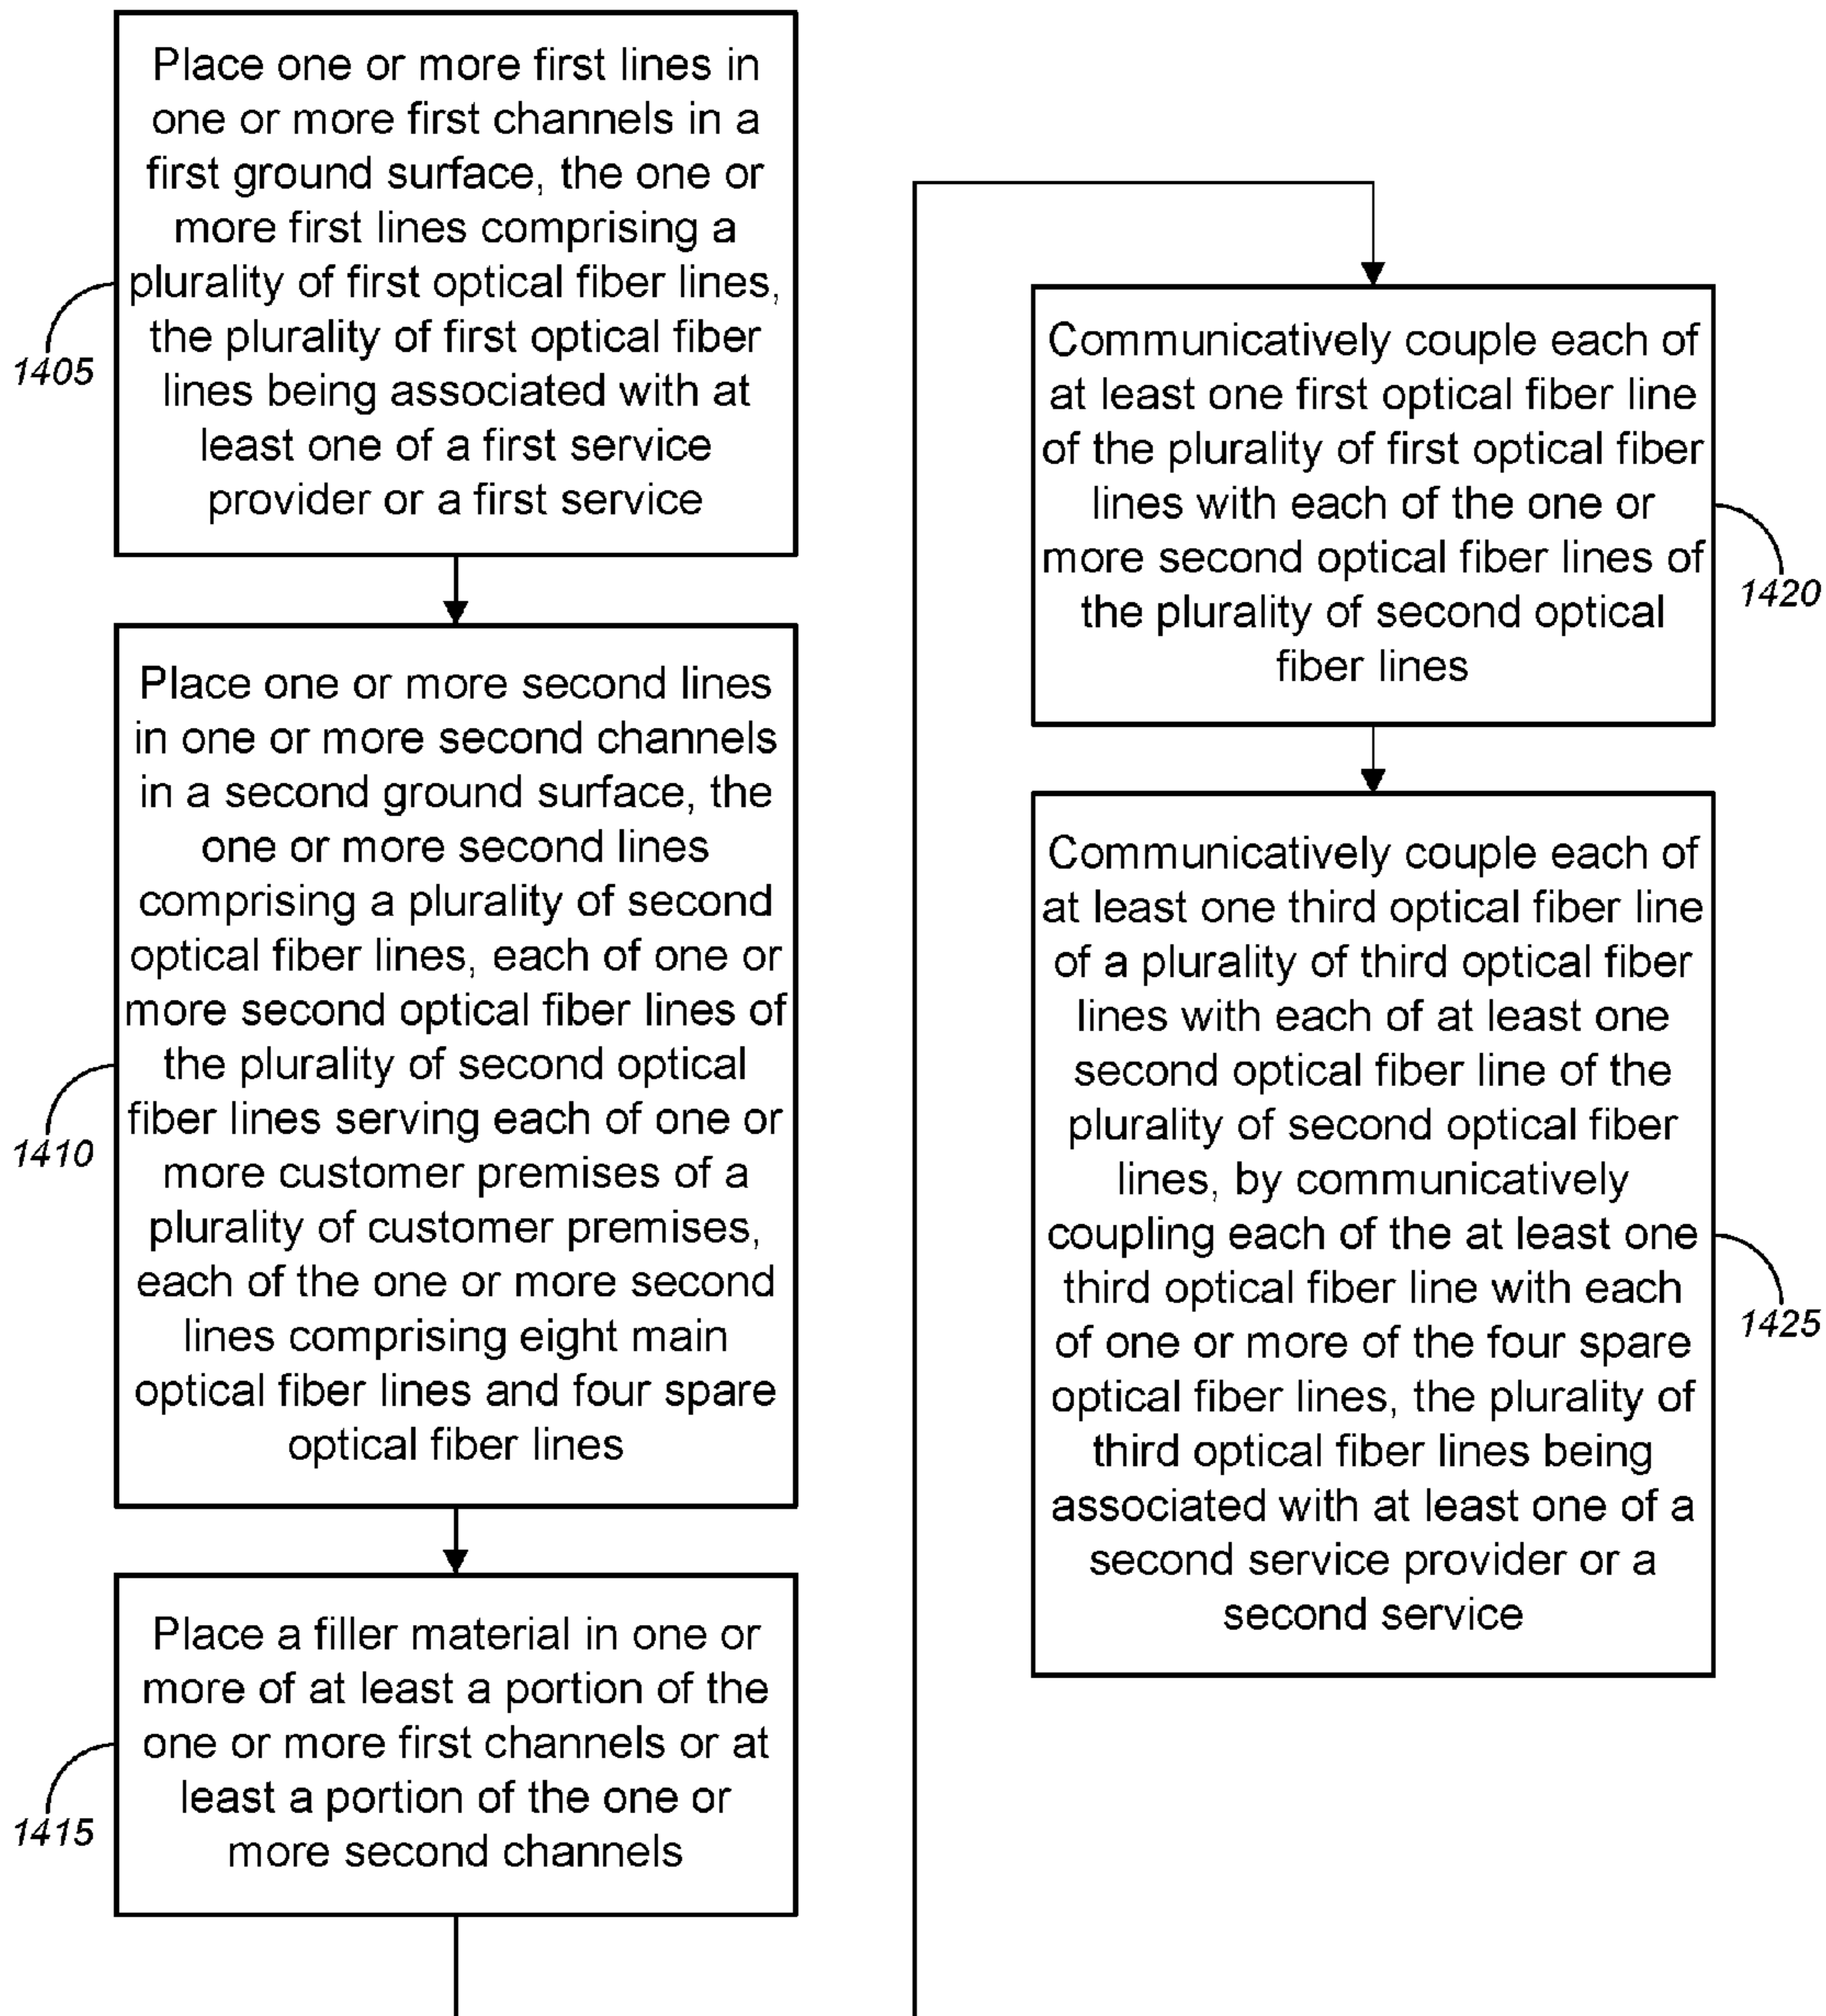 Place one or more first lines in
one or more first channels in a
first ground surface, the one or
more first lines comprising a
plurality of first optical fiber lines,
the plurality of first optical fiber
lines being associated with at
least one of a first service
provider or a first service
1405
Place one or more second lines
in one or more second channels
in a second ground surface, the
one or more second lines
comprising a plurality of second
optical fiber lines, each of one or
more second optical fiber lines of
the plurality of second optical
fiber lines serving each of one or
more customer premises of a
plurality of customer premises,
each of the one or more second
lines comprising eight main
optical fiber lines and four spare
optical fiber lines
1410
Place a filler material in one or
more of at least a portion of the
one or more first channels or at
least a portion of the one or
more second channels
1415
Communicatively couple each of
at least one first optical fiber line
of the plurality of first optical fiber
lines with each of the one or
more second optical fiber lines of
the plurality of second optical
fiber lines
1420
Communicatively couple each of
at least one third optical fiber line
of a plurality of third optical fiber
lines with each of at least one
second optical fiber line of the
plurality of second optical fiber
lines, by communicatively
coupling each of the at least one
third optical fiber line with each
of one or more of the four spare
optical fiber lines, the plurality of
third optical fiber lines being
associated with at least one of a
second service provider or a
second service
1425